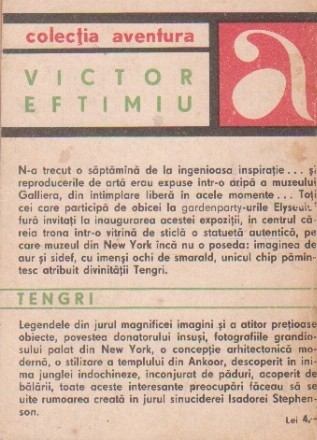 colecția aventura
VICTOR
EFTIMIU
a
N-a trecut o săptămînă de la ingenioasa inspirație... și
reproducerile de artă erau expuse într-o aripă a muzeului
Galliera, din întîmplare liberă în acele momente... Toți
cei care participă de obicei la gardenparty-urile
fură invitați la inaugurarea acestei expoziții, în centrul că-
reia trona într-o vitrină de sticlă o statuetă autentică, pe
care muzeul din New York încă nu o poseda: imaginea de
aur și sidef, cu imenși ochi de smarald, unicul chip pămîn-
tesc atribuit divinității Tengri.
TENGRI
Legendele din jurul magnificei imagini și a atîtor prețioase
obiecte, povestea donatorului însuși, fotografiile grandio-
sului palat din New York, o concepție arhitectonică mo-
dernă, o stilizare a templului din Ankoor, descoperit în ini-
ma junglei indochineze, înconjurat de păduri, acoperit de
bălării, toate aceste interesante preocupări făceau să se
uite rumoarea creată în jurul sinuciderii Isadorei Stephen-
son.
Lei 4,—